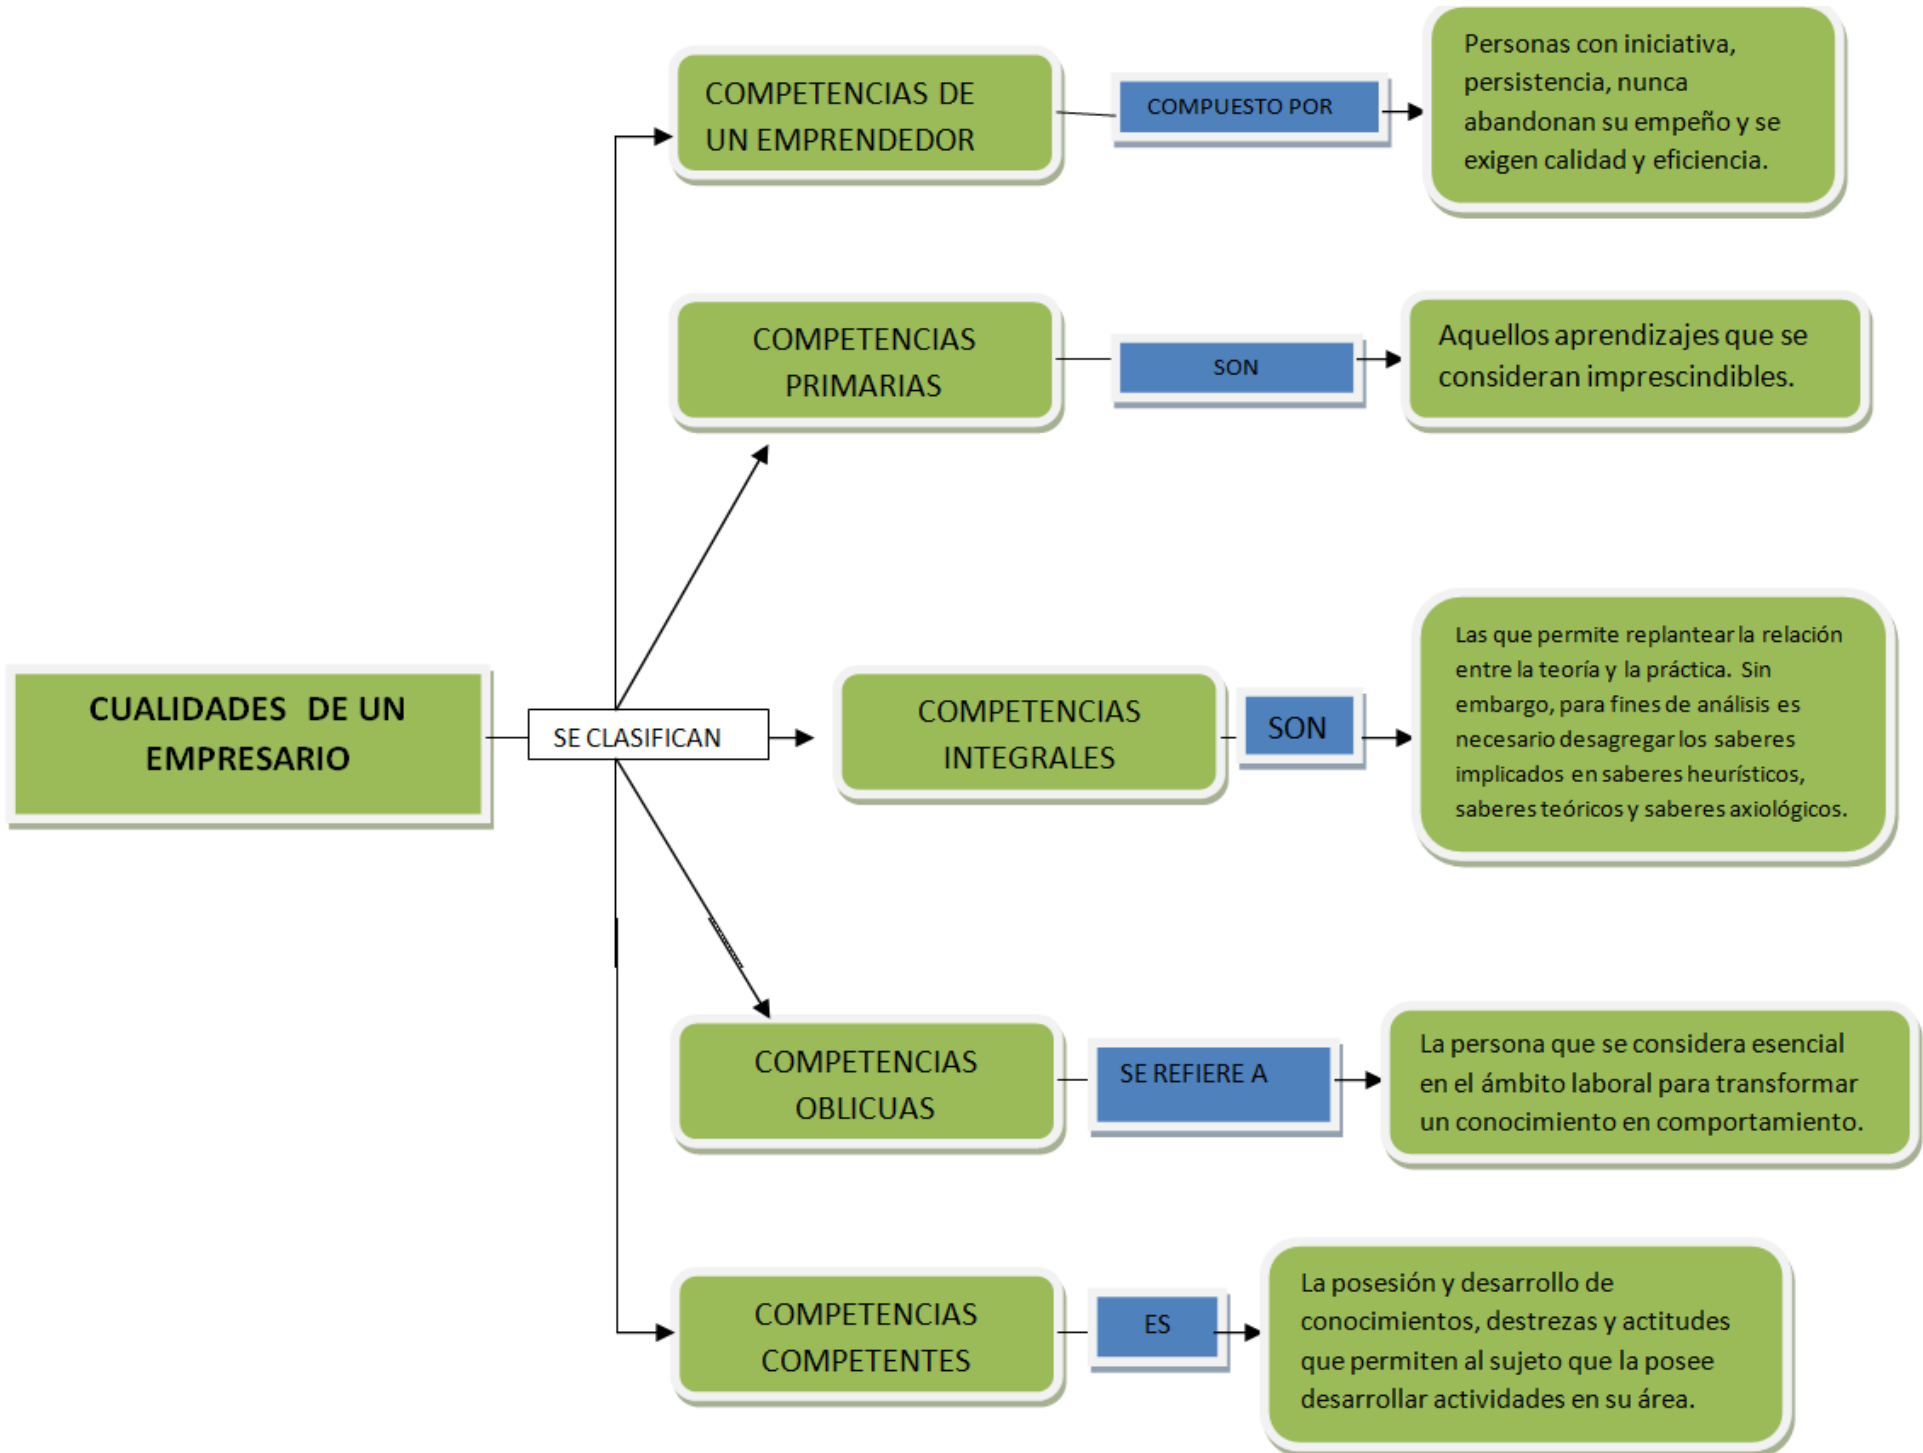 COMPETENCIAS DE
UN EMPRENDEDOR
COMPUESTO POR
Personas con iniciativa,
persistencia, nunca
abandonan su empeño y se
exigen calidad y eficiencia.
COMPETENCIAS
PRIMARIAS
SON
Aquellos aprendizajes que se
consideran imprescindibles.
CUALIDADES DE UN
EMPRESARIO
SE CLASIFICAN
COMPETENCIAS
INTEGRALES
SON
Las que permite replantear la relación
entre la teoría y la práctica. Sin
embargo, para fines de análisis es
necesario desagregar los saberes
implicados en saberes heurísticos,
saberes teóricos y saberes axiológicos.
COMPETENCIAS
OBLICUAS
SE REFIERE A
La persona que se considera esencial
en el ámbito laboral para transformar
un conocimiento en comportamiento.
COMPETENCIAS
COMPETENTES
ES
La posesión y desarrollo de
conocimientos, destrezas y actitudes
que permiten al sujeto que la posee
desarrollar actividades en su área.